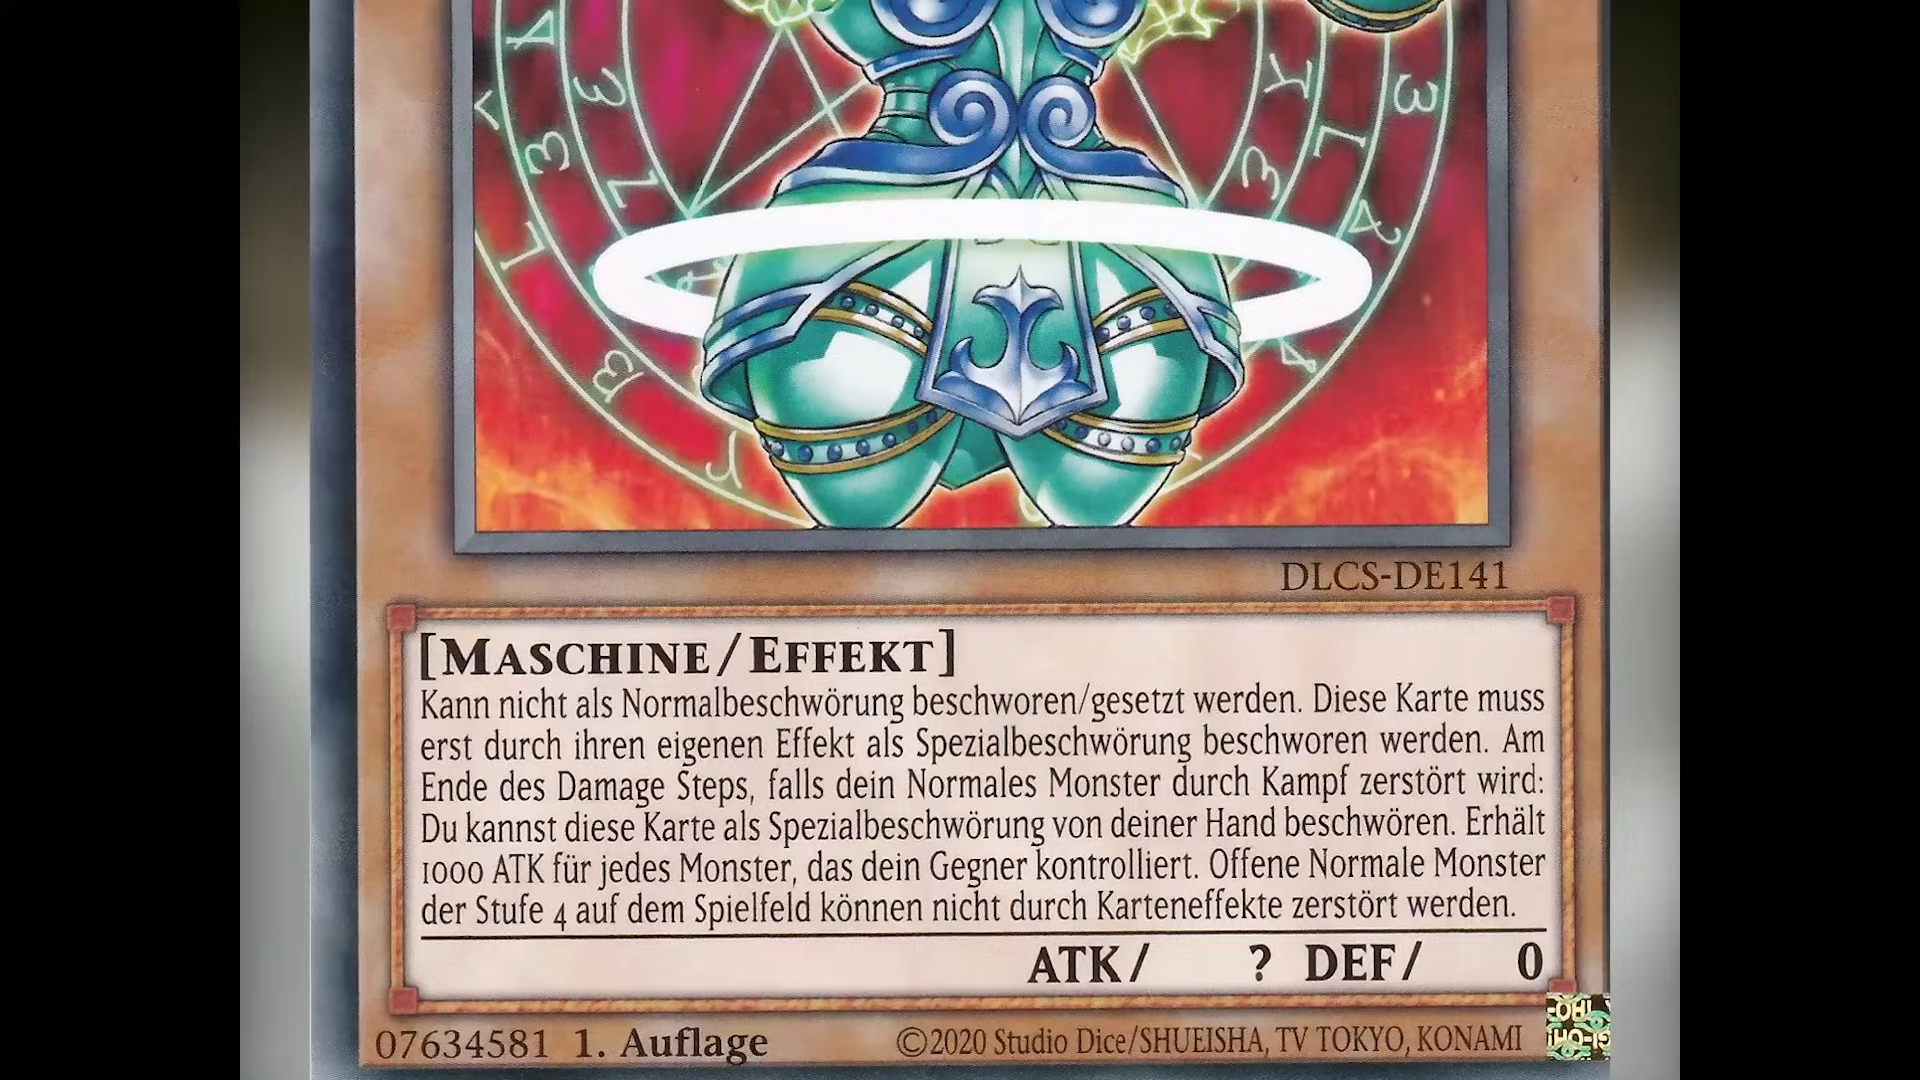 DLCS-DE141
[MASCHINE/EFFEKT]
Kann nicht als Normalbeschwörung beschworen/gesetzt werden. Diese Karte muss
erst durch ihren eigenen Effekt als Spezialbeschwörung beschworen werden. Am
Ende des Damage Steps, falls dein Normales Monster durch Kampf zerstört wird:
Du kannst diese Karte als Spezialbeschwörung von deiner Hand beschwören. Erhält
1000 ATK für jedes Monster, das dein Gegner kontrolliert. Offene Normale Monster
der Stufe 4 auf dem Spielfeld können nicht durch Karteneffekte zerstört werden.
ATK/ ? DEF/ 0
07634581 1. Auflage ©2020 Studio Dice/SHUEISHA, TV TOKYO, KONAMI